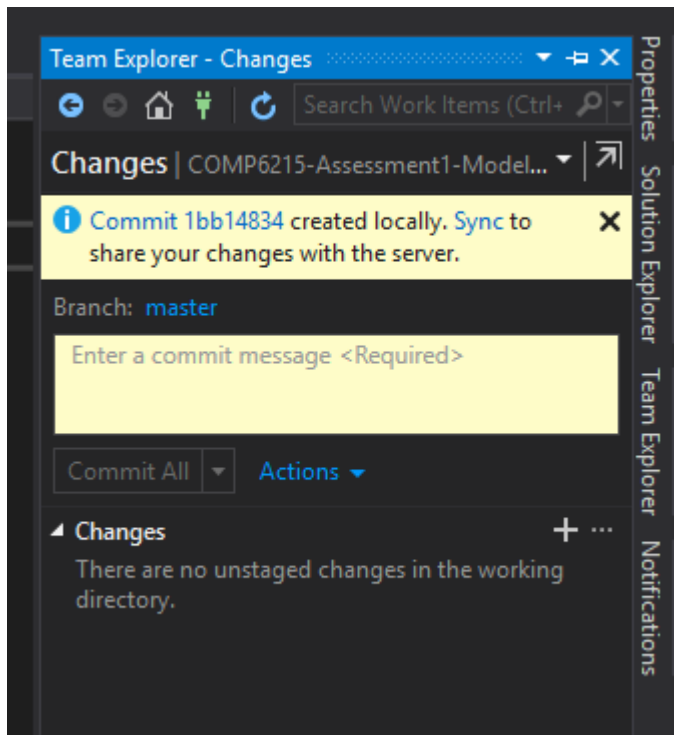 Team Explorer - Changes
Search Work Items (Ctrl+
Changes | COMP6215-Assessment1-Model...
Commit 1bb14834 created locally. Sync to
share your changes with the server.
Branch: master
Enter a commit message <Required>
Commit All
Actions
Changes
There are no unstaged changes in the working
directory.
Properties
Solution Explorer
Team Explorer
Notifications